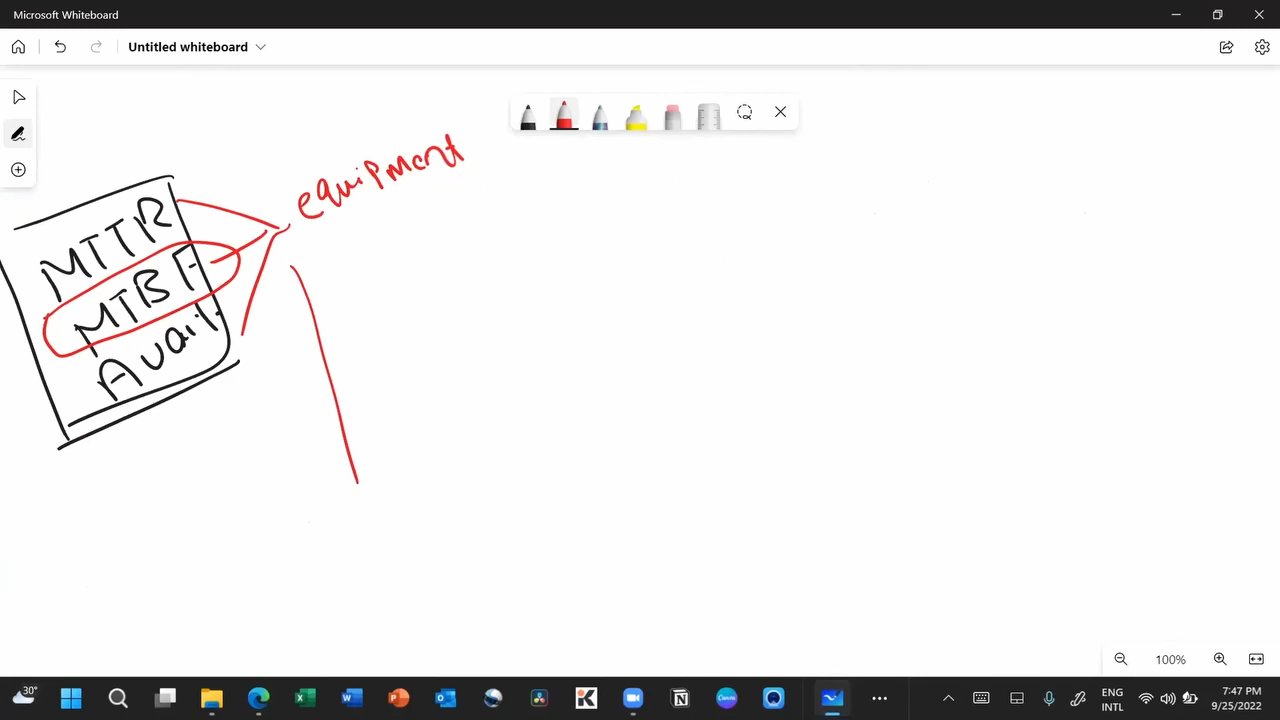 Microsoft Whiteboard
Untitled whiteboard
equipment
MTTR
MTBF
Avail.
100%
30°
ENG
INTL
7:47 PM
9/25/2022